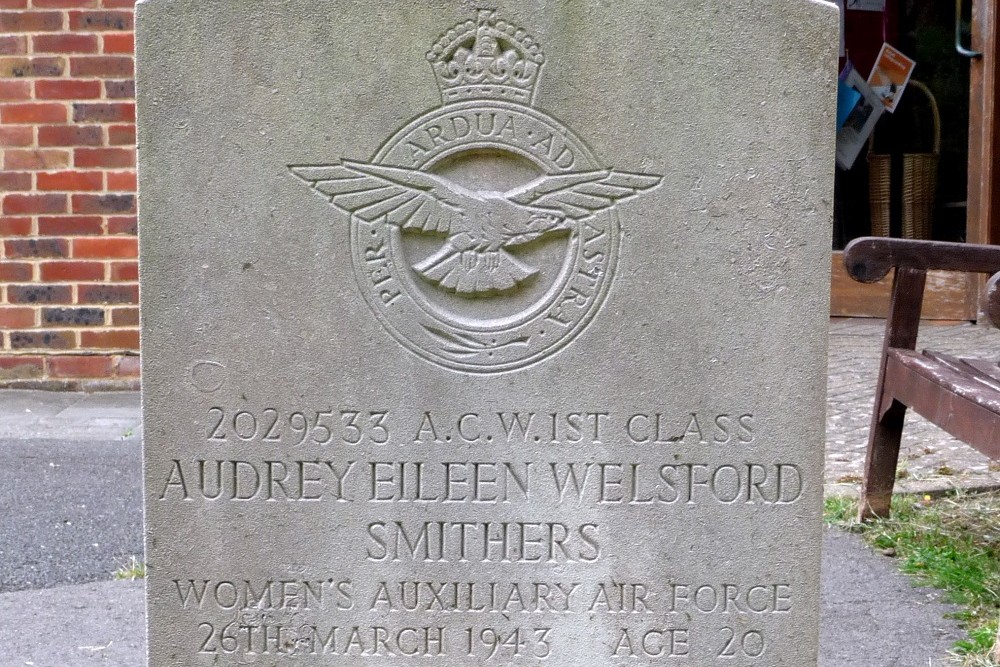 PER · ARDUA · AD · ASTRA
2029533 A.C.W.1ST CLASS
AUDREY EILEEN WELSFORD
SMITHERS
WOMEN'S AUXILIARY AIR FORCE
26TH MARCH 1943 AGE 20